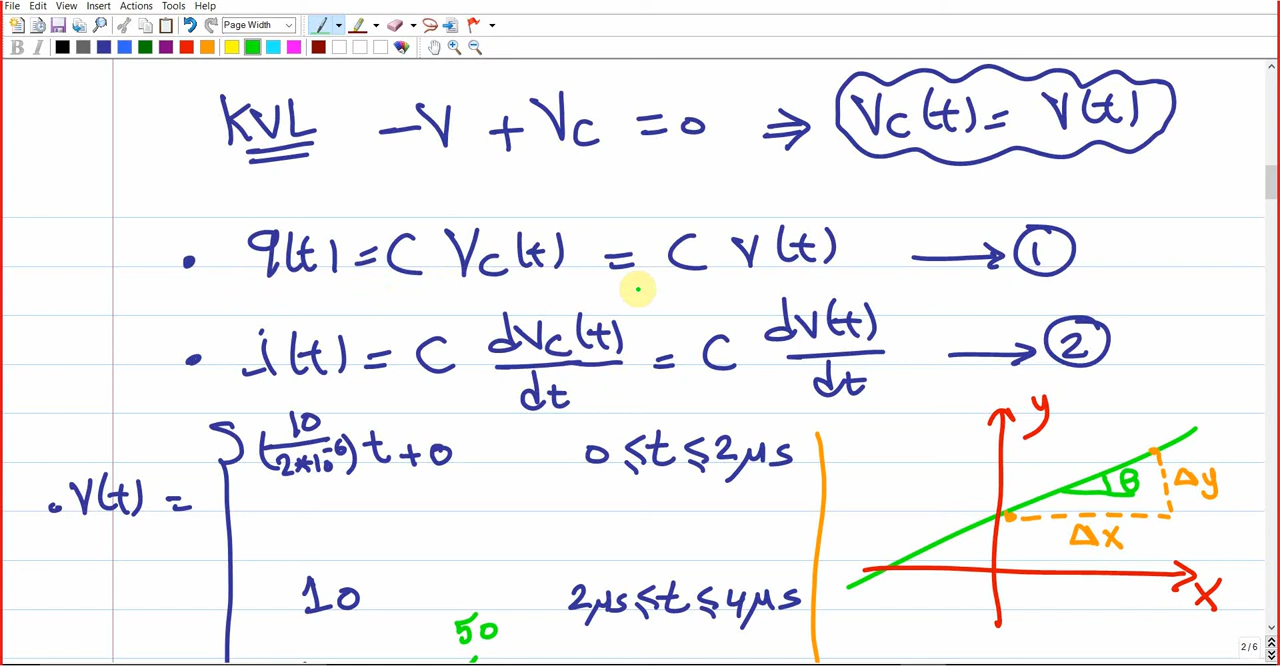 File Edit View Insert Actions Tools Help
Page Width
B I
KVL -V + Vc = 0 ⇒ Vc(t) = V(t)
• q(t) = C Vc(t) = C v(t) → 1
• i(t) = C dVc(t)/dt = C dV(t)/dt → 2
y
(10/(2*10^-6)) t + 0 0 ≤ t ≤ 2μs
θ Δy
• V(t) =
Δx
10 2μs ≤ t ≤ 4μs x
50
2/6